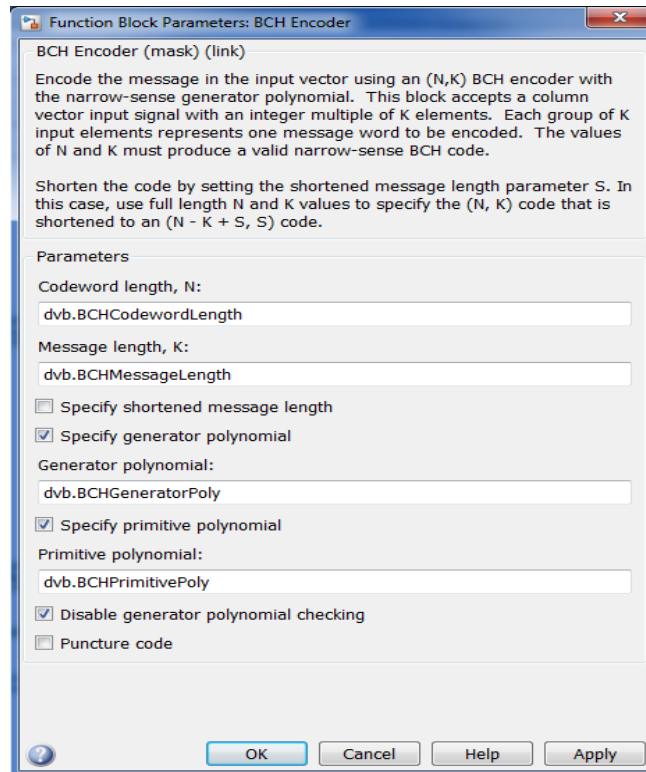 Function Block Parameters: BCH Encoder
BCH Encoder (mask) (link)
Encode the message in the input vector using an (N,K) BCH encoder with
the narrow-sense generator polynomial.  This block accepts a column
vector input signal with an integer multiple of K elements.  Each group of K
input elements represents one message word to be encoded.  The values
of N and K must produce a valid narrow-sense BCH code.
Shorten the code by setting the shortened message length parameter S. In
this case, use full length N and K values to specify the (N, K) code that is
shortened to an (N - K + S, S) code.
Parameters
Codeword length, N:
dvb.BCHCodewordLength
Message length, K:
dvb.BCHMessageLength
Specify shortened message length
Specify generator polynomial
Generator polynomial:
dvb.BCHGeneratorPoly
Specify primitive polynomial
Primitive polynomial:
dvb.BCHPrimitivePoly
Disable generator polynomial checking
Puncture code
OK Cancel Help Apply